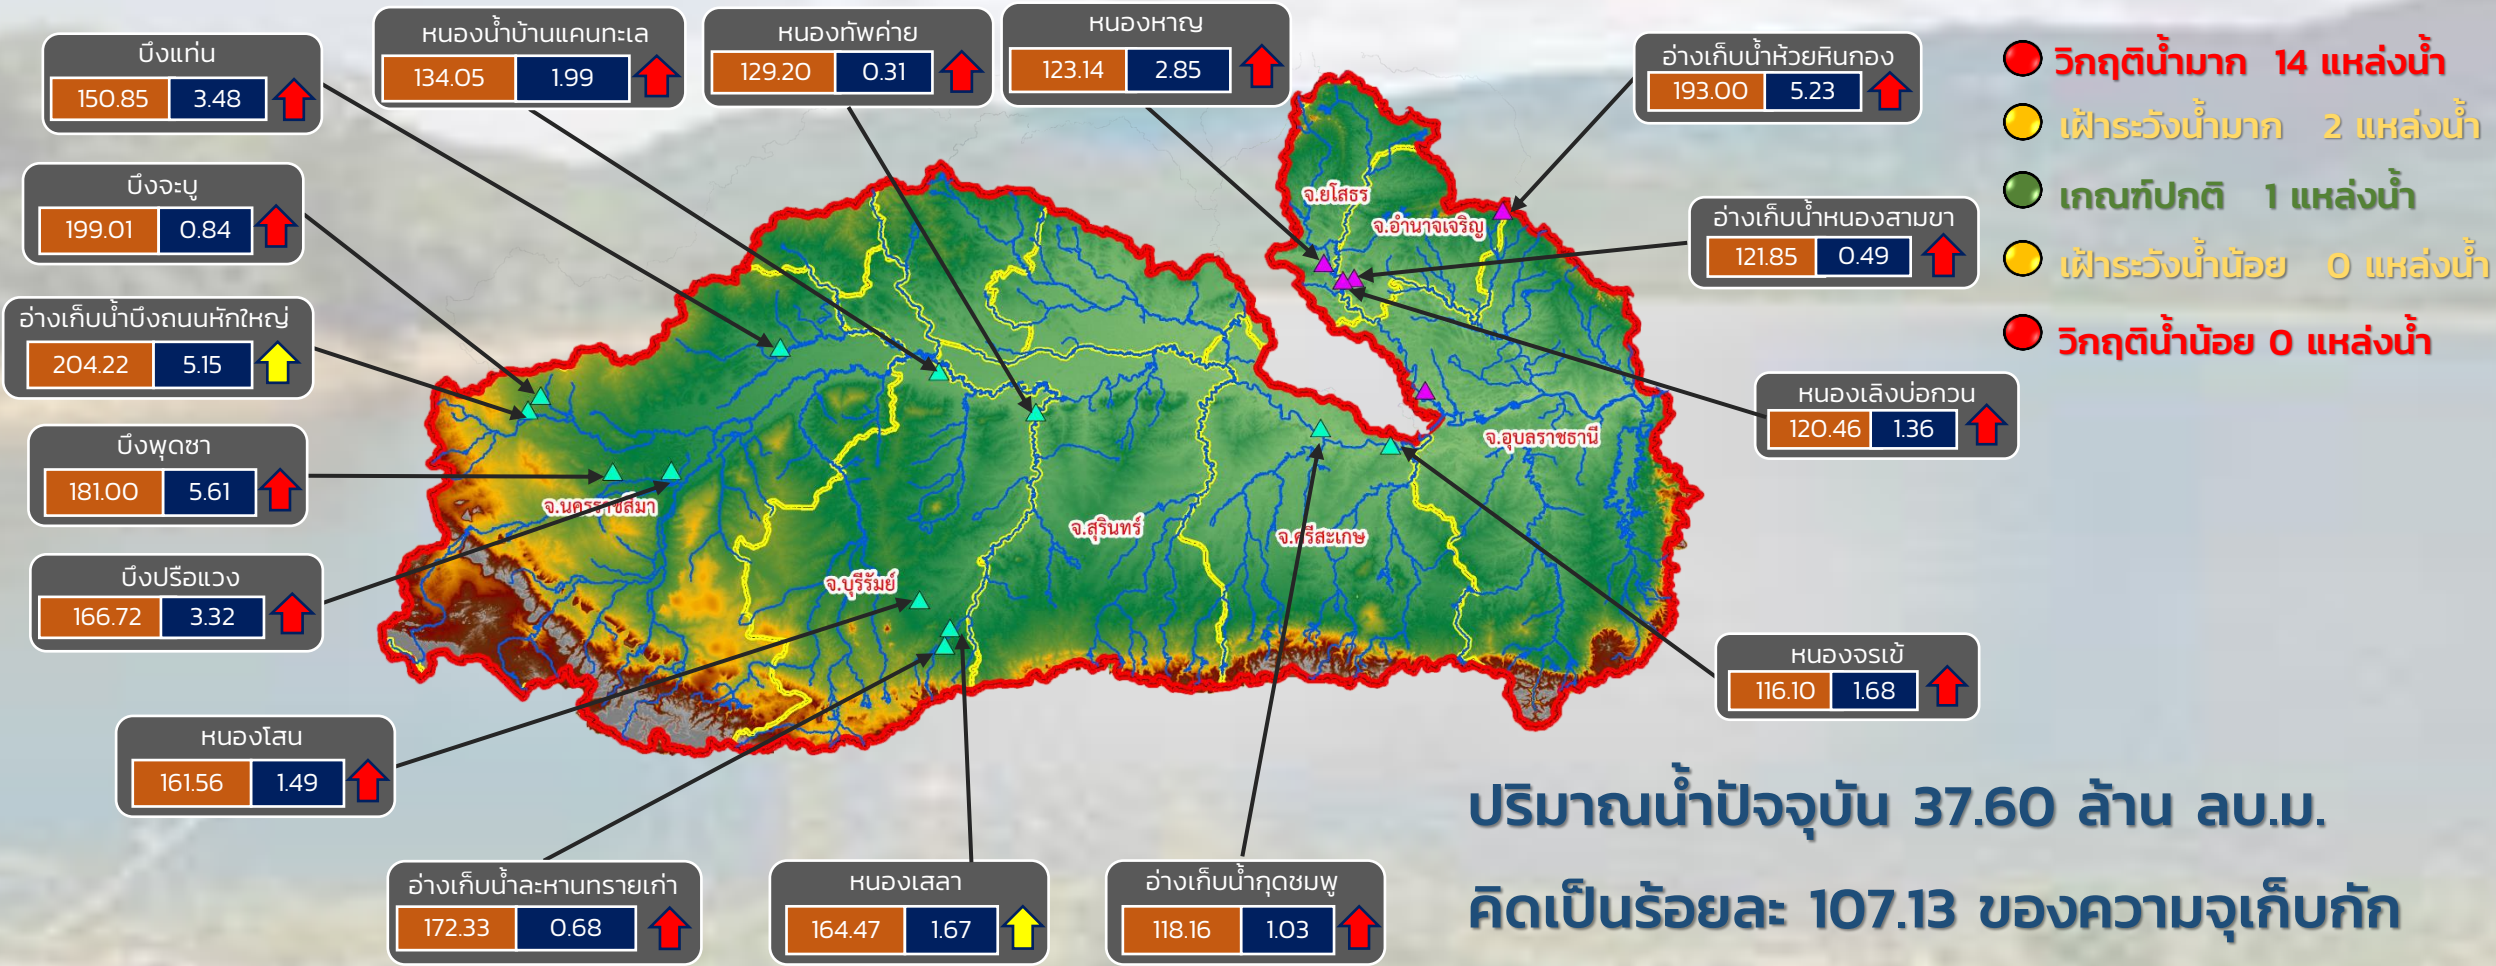 บึงแท่น
150.85 3.48
หนองน้ำบ้านแคนทะเล
134.05 1.99
หนองทัพค่าย
129.20 0.31
หนองหาญ
123.14 2.85
อ่างเก็บน้ำห้วยหินกอง
193.00 5.23
วิกฤติน้ำมาก 14 แหล่งน้ำ
เฝ้าระวังน้ำมาก 2 แหล่งน้ำ
เกณฑ์ปกติ 1 แหล่งน้ำ
เฝ้าระวังน้ำน้อย 0 แหล่งน้ำ
วิกฤติน้ำน้อย 0 แหล่งน้ำ
บึงจะบู
199.01 0.84
อ่างเก็บน้ำหนองสามขา
121.85 0.49
อ่างเก็บน้ำบึงถนนหักใหญ่
204.22 5.15
หนองเลิงบ่อกวน
120.46 1.36
บึงพุดซา
181.00 5.61
บึงปรือแวง
166.72 3.32
หนองจรเข้
116.10 1.68
หนองโสน
161.56 1.49
อ่างเก็บน้ำละหานทรายเก่า
172.33 0.68
หนองเสลา
164.47 1.67
อ่างเก็บน้ำกุดชมพู
118.16 1.03
จ.ยโสธร
จ.อำนาจเจริญ
จ.อุบลราชธานี
จ.นครราชสีมา
จ.สุรินทร์
จ.ศรีสะเกษ
จ.บุรีรัมย์
ปริมาณน้ำปัจจุบัน 37.60 ล้าน ลบ.ม.
คิดเป็นร้อยละ 107.13 ของความจุเก็บกัก